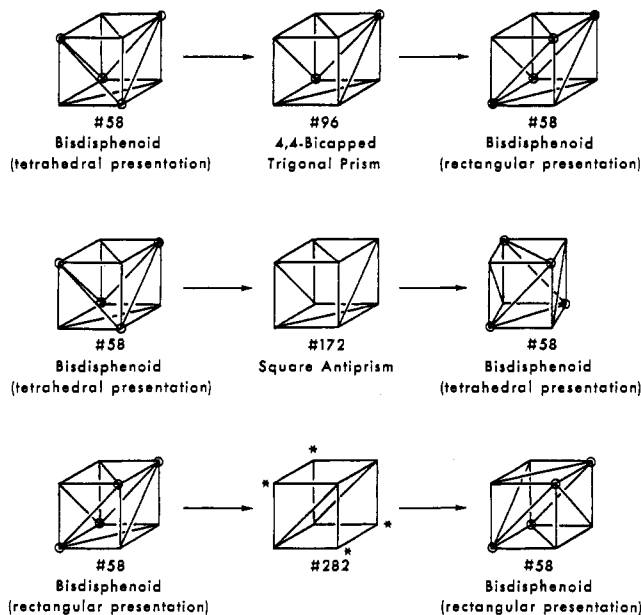 #58 #96 #58
Bisdisphenoid 4,4-Bicapped Bisdisphenoid
(tetrahedral presentation) Trigonal Prism (rectangular presentation)
#58 #172 #58
Bisdisphenoid Square Antiprism Bisdisphenoid
(tetrahedral presentation) (tetrahedral presentation)
* * * *
#58 #282 #58
Bisdisphenoid Bisdisphenoid
(rectangular presentation) (rectangular presentation)